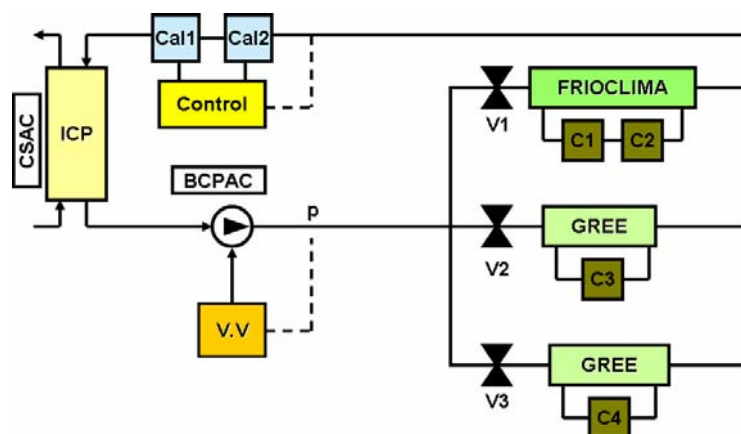 Cal1
Cal2
Control
CSAC
ICP
BCPAC
p
V.V
V1
FRIOCLIMA
C1
C2
V2
GREE
C3
V3
GREE
C4